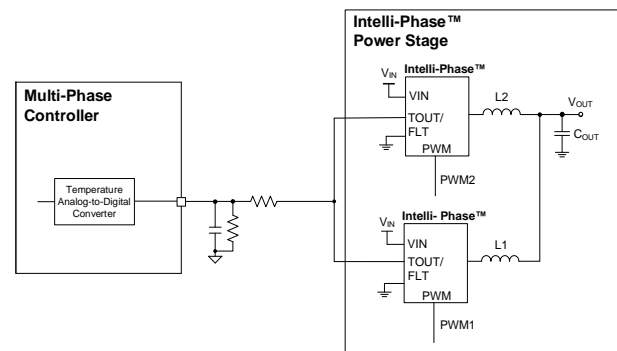 Intelli-Phase™
Power Stage
Multi-Phase
Controller
Temperature
Analog-to-Digital
Converter
Intelli-Phase™
VIN
VIN
TOUT/
FLT
PWM
PWM2
L2
VOUT
COUT
Intelli- Phase™
VIN
VIN
TOUT/
FLT
PWM
PWM1
L1